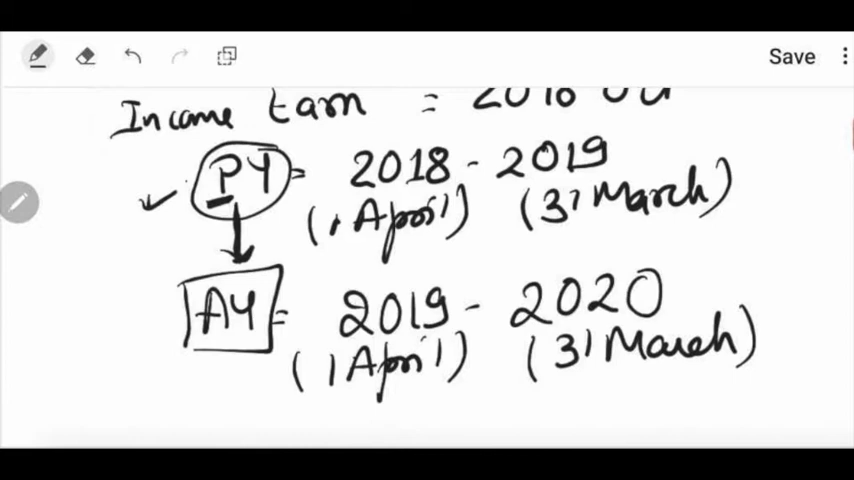 Save
Income earn =
PY = 2018 - 2019
(1 April) (31 March)
AY = 2019 - 2020
(1 April) (31 March)